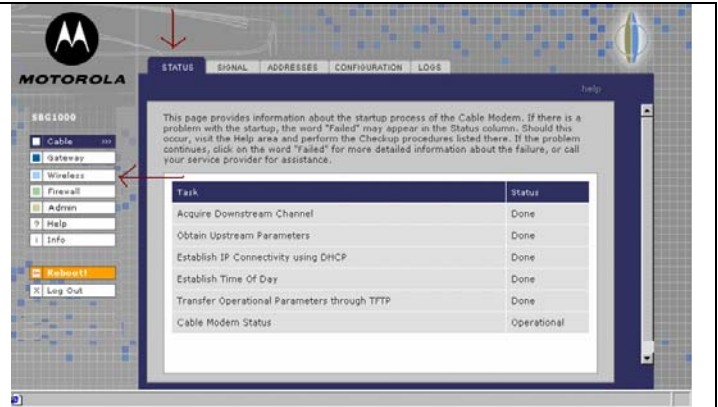 MOTOROLA
STATUS SIGNAL ADDRESSES CONFIGURATION LOGS
help
SBG1000
Cable >>>
Gateway
Wireless
Firewall
Admin
? Help
i Info
Reboot!
X Log Out
This page provides information about the startup process of the Cable Modem. If there is a
problem with the startup, the word "Failed" may appear in the Status column. Should this
occur, visit the Help area and perform the Checkup procedures listed there. If the problem
continues, click on the word "Failed" for more detailed information about the failure, or call
your service provider for assistance.
Task Status
Acquire Downstream Channel Done
Obtain Upstream Parameters Done
Establish IP Connectivity using DHCP Done
Establish Time Of Day Done
Transfer Operational Parameters through TFTP Done
Cable Modem Status Operational